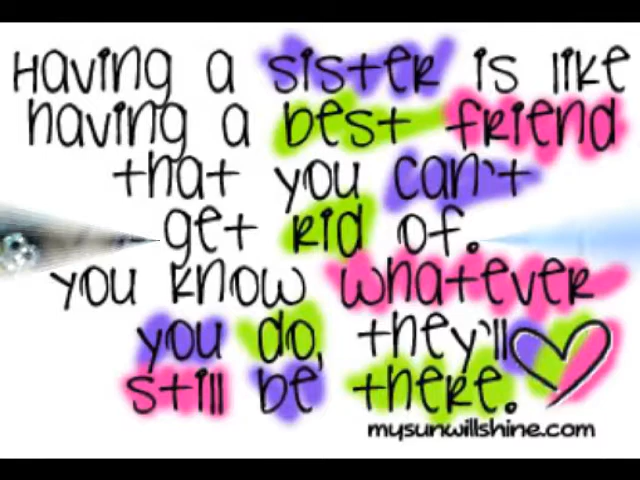 Having a sister is like
having a best friend
that you can't
get rid of.
you know whatever
you do, they'll
still be there.
mysunwillshine.com